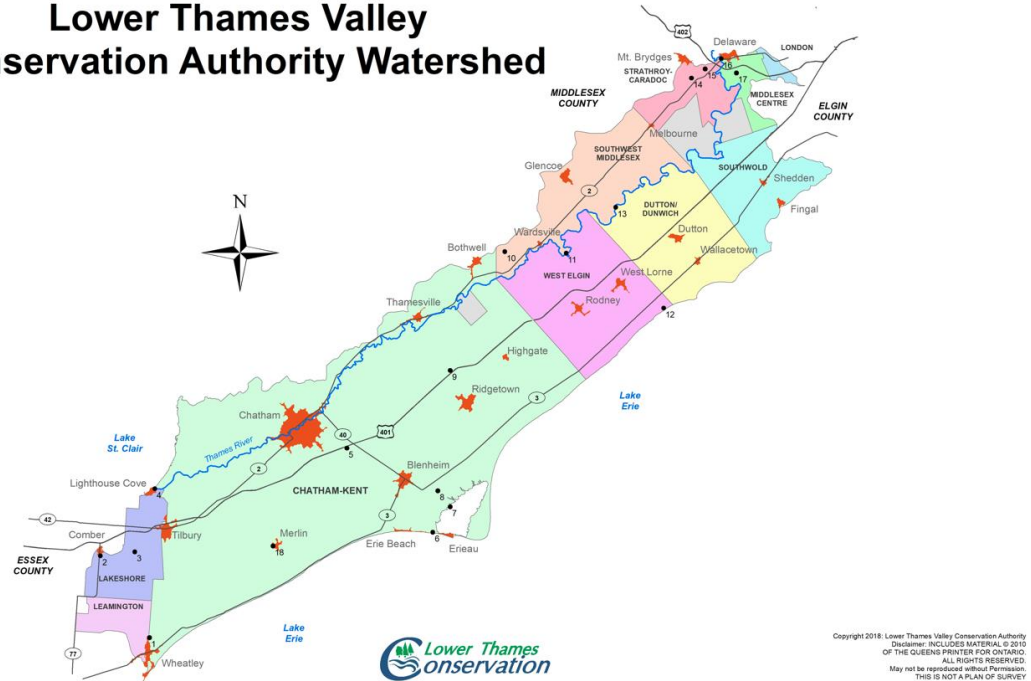 Lower Thames Valley
servation Authority Watershed
402
Delaware
LONDON
Mt. Brydges
16
15
17
STRATHROY-
CARADOC
14
MIDDLESEX
CENTRE
MIDDLESEX
COUNTY
ELGIN
COUNTY
Melbourne
SOUTHWEST
MIDDLESEX
SOUTHWOLD
Glencoe
Shedden
2
N
DUTTON/
DUNWICH
13
Fingal
Dutton
Wardsville
Bothwell
10
11
Wallacetown
WEST ELGIN
West Lorne
Thamesville
Rodney
12
Highgate
9
Ridgetown
3
Lake
Erie
Chatham
40
401
Lake
St. Clair
Thames River
5
2
Blenheim
Lighthouse Cove
4
CHATHAM-KENT
8
7
3
42
Comber
Tilbury
Merlin
6
Erie Beach
Erieau
18
2
3
ESSEX
COUNTY
LAKESHORE
LEAMINGTON
Lake
Erie
1
77
Wheatley
Lower Thames
Conservation
Copyright 2018: Lower Thames Valley Conservation Authority
Disclaimer: INCLUDES MATERIAL © 2010
OF THE QUEENS PRINTER FOR ONTARIO.
ALL RIGHTS RESERVED.
May not be reproduced without Permission.
THIS IS NOT A PLAN OF SURVEY